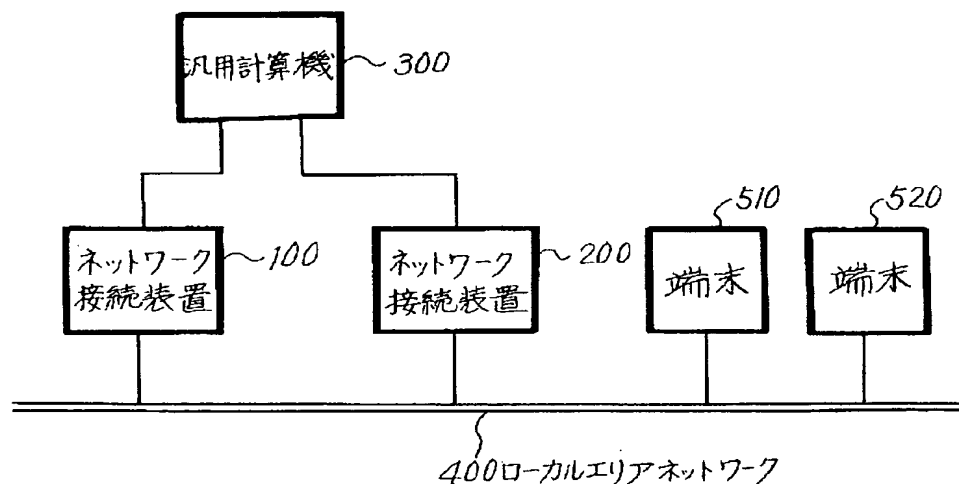 汎用計算機
300
510
520
ネットワーク
接続装置
100
ネットワーク
接続装置
200
端末
端末
400ローカルエリアネットワーク